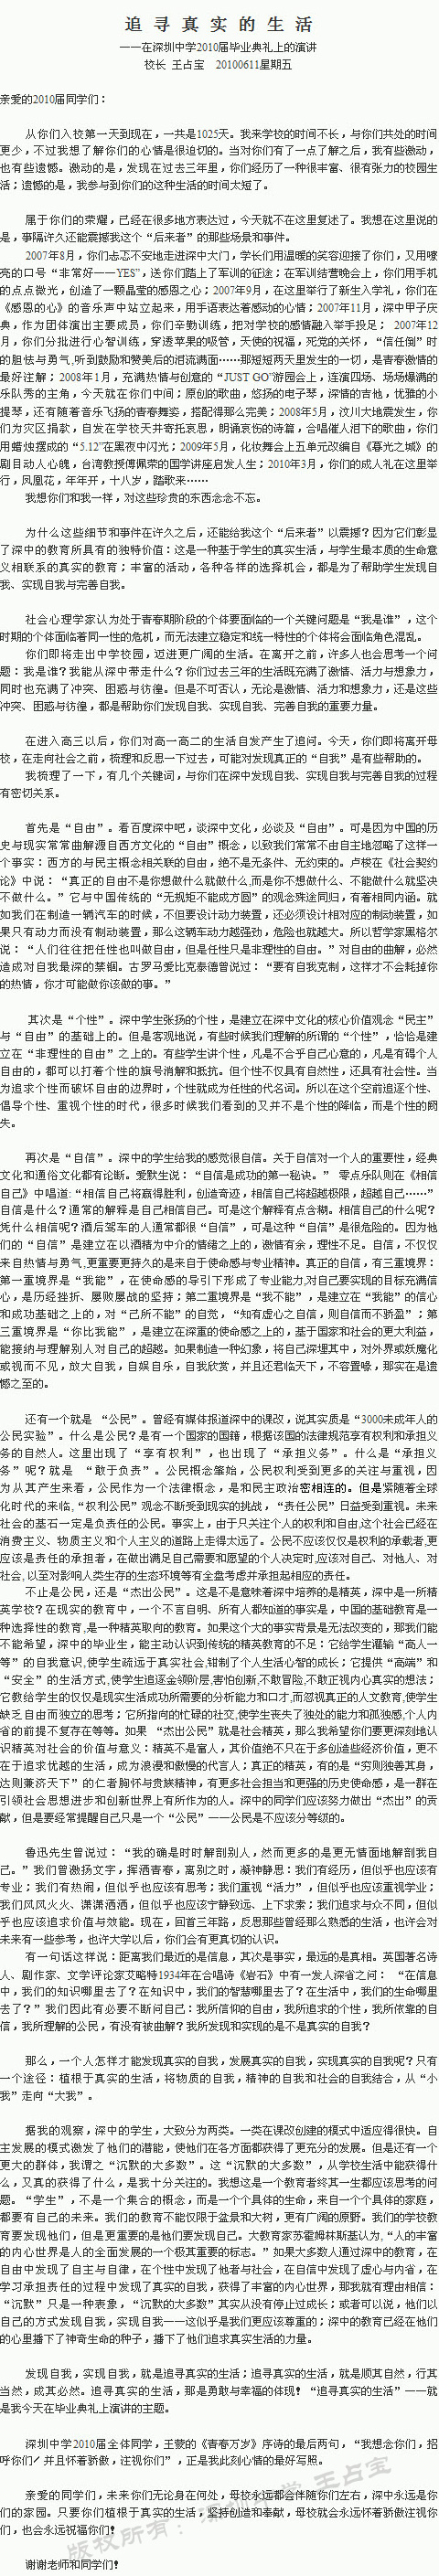 追 寻 真 实 的 生 活
——在深圳中学2010届毕业典礼上的演讲
校长 王占宝 20100611星期五
亲爱的2010届同学们：
从你们入校第一天到现在，一共是1025天。我来学校的时间不长，与你们共处的时间
更少，不过我想了解你们的心情是很迫切的。当对你们有了一点了解之后，我有些激动，
也有些遗憾。激动的是，发现在过去三年里，你们经历了一种很丰富、很有张力的校园生
活；遗憾的是，我参与到你们的这种生活的时间太短了。
属于你们的荣耀，已经在很多地方表达过，今天就不在这里复述了。我想在这里说的
是，事隔许久还能震撼我这个“后来者”的那些场景和事件。
2007年8月，你们忐忑不安地走进深中大门，学长们用温暖的笑容迎接了你们，又用嘹
亮的口号“非常好——YES”，送你们踏上了军训的征途；在军训结营晚会上，你们用手机
的点点微光，创造了一颗晶莹的感恩之心；2007年9月，在这里举行了新生入学礼，你们在
《感恩的心》的音乐声中站立起来，用手语表达着感动的心情；2007年11月，深中甲子庆
典，作为团体演出主要成员，你们辛勤训练，把对学校的感情融入举手投足； 2007年12
月，你们分批进行心智训练，穿透苹果的吸管，天使的祝福，死党的关怀，“信任倒”时
的胆怯与勇气,听到鼓励和赞美后的泪流满面……那短短两天里发生的一切，是青春激情的
最好注解；2008年1月，充满热情与创意的“JUST GO”游园会上，连演四场、场场爆满的
乐队秀的主角，今天就在你们中间；原创的歌曲，悠扬的电子琴，深情的吉他，优雅的小
提琴，还有随着音乐飞扬的青春舞姿，搭配得那么完美；2008年5月，汶川大地震发生，你
们为灾区捐款，自发在学校天井寄托哀思，朗诵哀伤的诗篇，合唱催人泪下的歌曲，你们
用蜡烛摆成的“5.12”在黑夜中闪光；2009年5月，化妆舞会上五单元改编自《暮光之城》的
剧目动人心魄，台湾教授傅佩荣的国学讲座启发人生；2010年3月，你们的成人礼在这里举
行，凤凰花，年年开，十八岁，踏歌来……
我想你们和我一样，对这些珍贵的东西念念不忘。
为什么这些细节和事件在许久之后，还能给我这个“后来者”以震撼？因为它们彰显
了深中的教育所具有的独特价值：这是一种基于学生的真实生活，与学生最本质的生命意
义相联系的真实的教育；丰富的活动，各种各样的选择机会，都是为了帮助学生发现自
我、实现自我与完善自我。
社会心理学家认为处于青春期阶段的个体要面临的一个关键问题是“我是谁”，这个
时期的个体面临着同一性的危机，而无法建立稳定和统一特性的个体将会面临角色混乱。
你们即将走出中学校园，迈进更广阔的生活。在离开之前，许多人也会思考一个问
题：我是谁？我能从深中带走什么？你们过去三年的生活既充满了激情、活力与想象力，
同时也充满了冲突、困惑与彷徨。但是不可否认，无论是激情、活力和想象力，还是这些
冲突、困惑与彷徨，都是帮助你们发现自我、实现自我、完善自我的重要力量。
在进入高三以后，你们对高一高二的生活自发产生了追问。今天，你们即将离开母
校，在走向社会之前，梳理和反思一下过去，可能对发现真正的“自我”是有些帮助的。
我梳理了一下，有几个关键词，与你们在深中发现自我、实现自我与完善自我的过程
有密切关系。
首先是“自由”。看百度深中吧，谈深中文化，必谈及“自由”。可是因为中国的历
史与现实常常曲解源自西方文化的“自由”概念，以致我们常常不由自主地忽略了这样一
个事实：西方的与民主概念相关联的自由，绝不是无条件、无约束的。卢梭在《社会契约
论》中说：“真正的自由不是你想做什么就做什么,而是你不想做什么、不能做什么就坚决
不做什么。”它与中国传统的“无规矩不能成方圆”的观念殊途同归，有着相同内涵。就
如我们在制造一辆汽车的时候，不但要设计动力装置，还必须设计相对应的制动装置，如
果只有动力而没有制动装置，那么这辆车动力越强劲，危险也就越大。所以哲学家黑格尔
说：“人们往往把任性也叫做自由，但是任性只是非理性的自由。”对自由的曲解，必然
造成对自我最深的禁锢。古罗马爱比克泰德曾说过：“要有自我克制，这样才不会耗掉你
的热情，你才可能做你该做的事。”
其次是“个性”。深中学生张扬的个性，是建立在深中文化的核心价值观念“民主”
与“自由”的基础上的。但是客观地说，有些时候我们理解的所谓的“个性”，恰恰是建
立在“非理性的自由”之上的。有些学生讲个性，凡是不合乎自己心意的，凡是有碍个人
自由的，都可以打着个性的旗号消解和抵抗。但个性不仅具有自然性，还具有社会性。当
为追求个性而破坏自由的边界时，个性就成为任性的代名词。所以在这个空前追逐个性、
倡导个性、重视个性的时代，很多时候我们看到的又并不是个性的降临，而是个性的阙
失。
再次是“自信”。深中的学生给我的感觉很自信。关于自信对一个人的重要性，经典
文化和通俗文化都有论断。爱默生说：“自信是成功的第一秘诀。” 零点乐队则在《相信
自己》中唱道:“相信自己将赢得胜利，创造奇迹，相信自己将超越极限，超越自己……”
自信是什么？通常的解释是自己相信自己。可是这个解释有点含糊。相信自己的什么呢？
凭什么相信呢？酒后驾车的人通常都很“自信”，可是这种“自信”是很危险的。因为他
们的“自信”是建立在以酒精为中介的情绪之上的，激情有余，理性不足。自信，不仅仅
来自热情与勇气,更重要更持久的是来自于使命感与专业精神。真正的自信，有三重境界：
第一重境界是“我能”，在使命感的导引下形成了专业能力,对自己要实现的目标充满信
心，是历经挫折、屡败屡战的坚持；第二重境界是“我不能”，是建立在“我能”的信心
和成功基础之上的，对“己所不能”的自觉，“知有虚心之自信，则自信而不骄盈”；第
三重境界是“你比我能”，是建立在深重的使命感之上的，基于国家和社会的更大利益，
能接纳与理解别人对自己的超越。如果制造一种幻象，将自己深埋其中，对外界或妖魔化
或视而不见，放大自我，自娱自乐，自我欣赏，并且还君临天下，不容置喙，那实在是遗
憾之至的。
还有一个就是 “公民”。曾经有媒体报道深中的课改，说其实质是“3000未成年人的
公民实验”。什么是公民？是有一个国家的国籍，根据该国的法律规范享有权利和承担义
务的自然人。这里出现了“享有权利”，也出现了“承担义务”。什么是“承担义
务”呢？就是 “敢于负责”。公民概念肇始，公民权利受到更多的关注与重视，因
为从其产生来看，公民作为一个法律概念，是和民主政治密相连的。但是紧随着全球
化时代的来临，“权利公民”观念不断受到现实的挑战，“责任公民”日益受到重视。未来
社会的基石一定是负责任的公民。事实上，由于只关注个人的权利和自由,这个社会已经在
消费主义、物质主义和个人主义的道路上走得太远了。公民不应该仅仅是权利的承载者,更
应该是责任的承担者，在做出满足自己需要和愿望的个人决定时,应该对自己、对他人、对
社会,以至对影响人类生存的生态环境等有全盘考虑并承担起相应的责任。
不止是公民，还是“杰出公民”。这是不是意味着深中培养的是精英，深中是一所精
英学校？在现实的教育中，一个不言自明、所有人都知道的事实是，中国的基础教育是一
种选择性的教育,是一种精英取向的教育。如果这个大的事实背景是无法改变的，那我们能
不能希望，深中的毕业生，能主动认识到传统的精英教育的不足：它给学生灌输“高人一
等”的自我意识,使学生疏远于真实社会,钳制了个人生活心智的成长；它提供“高端”和
“安全”的生活方式,使学生追逐金领阶层,害怕创新,不敢冒险,不敢正视内心真实的想法；
它教给学生的仅仅是现实生活成功所需要的分析能力和口才,而忽视真正的人文教育,使学生
缺乏自由而独立的思考；它所指向的忙碌的社交,使学生丧失了独处的能力和孤独感,个人内
省的前提不复存在等等。如果 “杰出公民”就是社会精英，那么我希望你们要更深刻地认
识精英对社会的价值与意义：精英不是富人，其价值绝不只在于多创造些经济价值，更不
在于追求优越的生活，成为浪漫和傲慢的代言人；真正的精英，有的是“穷则独善其身，
达则兼济天下”的仁者胸怀与贵族精神，有更多社会担当和更强的历史使命感，是一群在
引领社会思想进步和创新世界上有所作为的人。深中的同学们应该努力做出“杰出”的贡
献，但是要经常提醒自己只是一个“公民”——公民是不应该分等级的。
鲁迅先生曾说过：“我的确是时时解剖别人，然而更多的是更无情面地解剖我自
己。”我们曾激扬文字，挥洒青春，离别之时，凝神静思：我们有经历，但似乎也应该有
专业；我们有热闹，但似乎也应该有思考；我们重视“活力”，但似乎也应该重视学业；
我们风风火火、潇潇洒洒，但似乎也应该宁静致远、上下求索；我们追求与众不同，但似
乎也应该追求价值与效能。现在，回首三年路，反思那些曾经那么熟悉的生活，也许会对
未来有一些参考，也许大学以后，你们会有更真切的认识。
有一句话这样说：距离我们最近的是信息，其次是事实，最远的是真相。英国著名诗
人、剧作家、文学评论家艾略特1934年在合唱诗《岩石》中有一发人深省之问： “在信息
中，我们的知识哪里去了？在知识中，我们的智慧哪里去了？在生活中，我们的生命哪里
去了？”我们因此有必要不断问自己：我所信仰的自由，我所追求的个性，我所依靠的自
信，我所理解的公民，有没有被曲解？我所发现和实现的是不是真实的自我？
那么，一个人怎样才能发现真实的自我，发展真实的自我，实现真实的自我呢？只有
一个途径：植根于真实的生活，将物质的自我，精神的自我和社会的自我结合，从“小
我”走向“大我”。
据我的观察，深中的学生，大致分为两类。一类在课改创建的模式中适应得很快。自
主发展的模式激发了他们的潜能，使他们在各方面都获得了更充分的发展。但是还有一个
更大的群体，我谓之“沉默的大多数”。这“沉默的大多数”，从学校生活中能获得什
么，又真的获得了什么，是我十分关注的。我想这是一个教育者终其一生都应该思考的问
题。“学生”，不是一个集合的概念，而是一个个具体的生命，来自一个个具体的家庭，
都要有自己的未来。我们的教育不能仅限于盆景和大树，更有广阔的原野。我们的学校教
育要发现他们，但是更重要的是他们要发现自己。大教育家苏霍姆林斯基认为,“人的丰富
的内心世界是人的全面发展的一个极其重要的标志。”如果大多数人通过深中的教育，在
自由中发现了自主与自律，在个性中发现了他者与社会，在自信中发现了虚心与内省，在
学习承担责任的过程中发现了真实的自我，获得了丰富的内心世界，那我就有理由相信：
“沉默”只是一种表象，“沉默的大多数”其实从没有停止过成长；或者可以说，他们以
自己的方式发现自我，实现自我——这似乎是我们更应该尊重的；深中的教育已经在他们
的心里播下了神奇生命的种子，播下了他们追求真实生活的力量。
发现自我，实现自我，就是追寻真实的生活；追寻真实的生活，就是顺其自然，行其
当然，成其必然。追寻真实的生活，那是勇敢与幸福的体现！“追寻真实的生活”——就
是我今天在毕业典礼上演讲的主题。
深圳中学2010届全体同学，王蒙的《青春万岁》序诗的最后两句，“我想念你们，招
呼你们/并且怀着骄傲，注视你们”，正是我此刻心情的最好写照。
亲爱的同学们，未来你们无论身在何处，母校永远都会伴随你们左右，深中永远是你
们的家园。只要你们植根于真实的生活，坚持创造和奉献，母校就会永远怀着骄傲注视你
们，也会永远祝福你们！
谢谢老师和同学们！
版权所有：深圳中学 王占宝